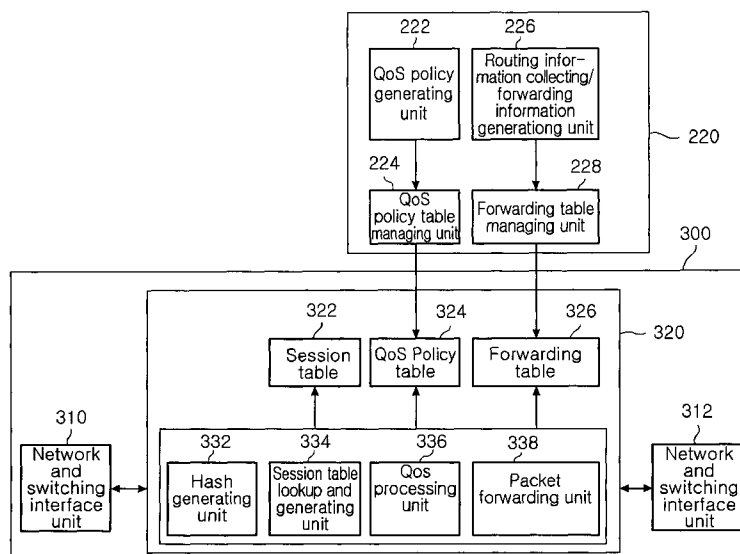 222
226
QoS policy
generating
unit
Routing infor-
mation collecting/
forwarding
information
generationg unit
220
224
228
QoS
policy table
managing unit
Forwarding table
managing unit
300
322
324
326
320
Session
table
QoS Policy
table
Forwarding
table
310
312
332
334
336
338
Network
and
switching
interface
unit
Hash
generating
unit
Session table
lookup and
generating unit
Qos
processing
unit
Packet
forwarding unit
Network
and
switching
interface
unit